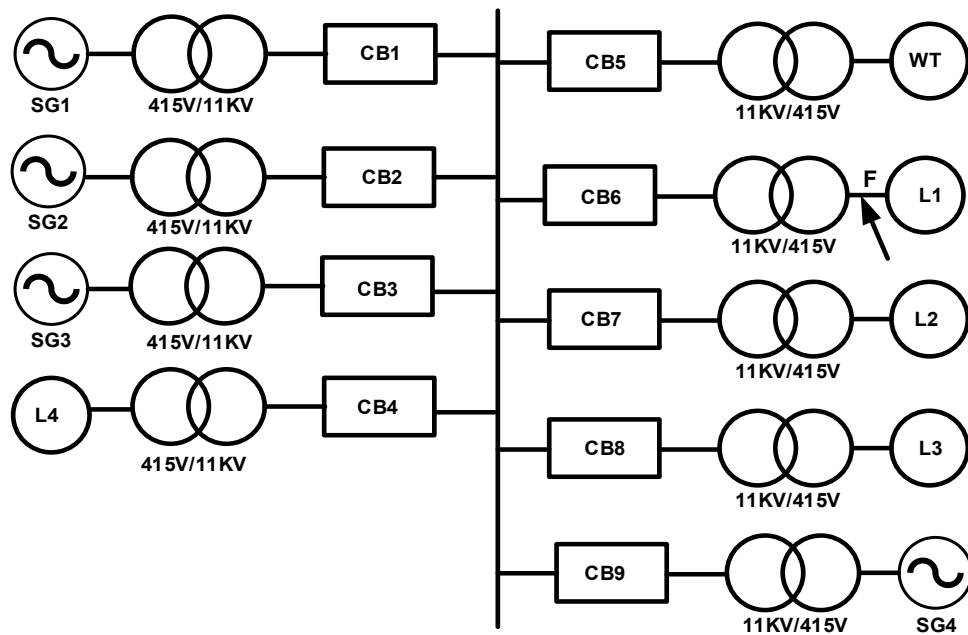 SG1
415V/11KV
CB1
SG2
415V/11KV
CB2
SG3
415V/11KV
CB3
L4
415V/11KV
CB4
CB5
11KV/415V
WT
CB6
11KV/415V
F
L1
CB7
11KV/415V
L2
CB8
11KV/415V
L3
CB9
11KV/415V
SG4